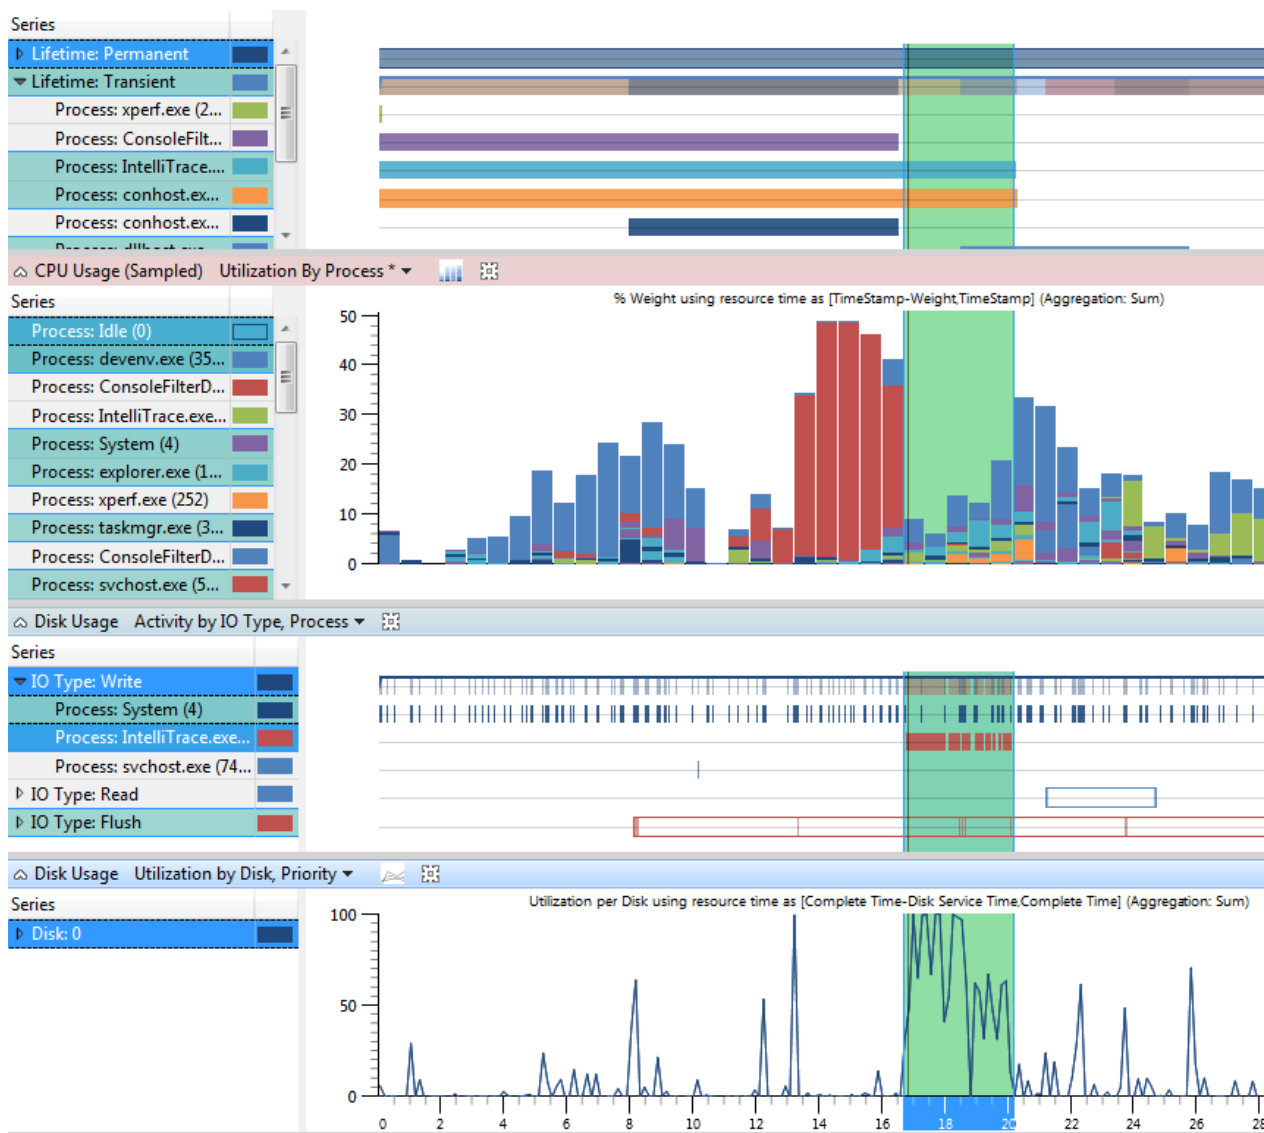 Series
Lifetime: Permanent
Lifetime: Transient
Process: xperf.exe (2...
Process: ConsoleFilt...
Process: IntelliTrace....
Process: conhost.ex...
Process: conhost.ex...
Process: dllhost.exe
CPU Usage (Sampled) Utilization By Process *
Series
% Weight using resource time as [TimeStamp-Weight,TimeStamp] (Aggregation: Sum)
Process: Idle (0)
Process: devenv.exe (35...
Process: ConsoleFilterD...
Process: IntelliTrace.exe...
Process: System (4)
Process: explorer.exe (1...
Process: xperf.exe (252)
Process: taskmgr.exe (3...
Process: ConsoleFilterD...
Process: svchost.exe (5...
50
40
30
20
10
0
Disk Usage Activity by IO Type, Process
Series
IO Type: Write
Process: System (4)
Process: IntelliTrace.exe...
Process: svchost.exe (74...
IO Type: Read
IO Type: Flush
Disk Usage Utilization by Disk, Priority
Series
Utilization per Disk using resource time as [Complete Time-Disk Service Time,Complete Time] (Aggregation: Sum)
Disk: 0
100
50
0
0 2 4 6 8 10 12 14 16 18 20 22 24 26 28